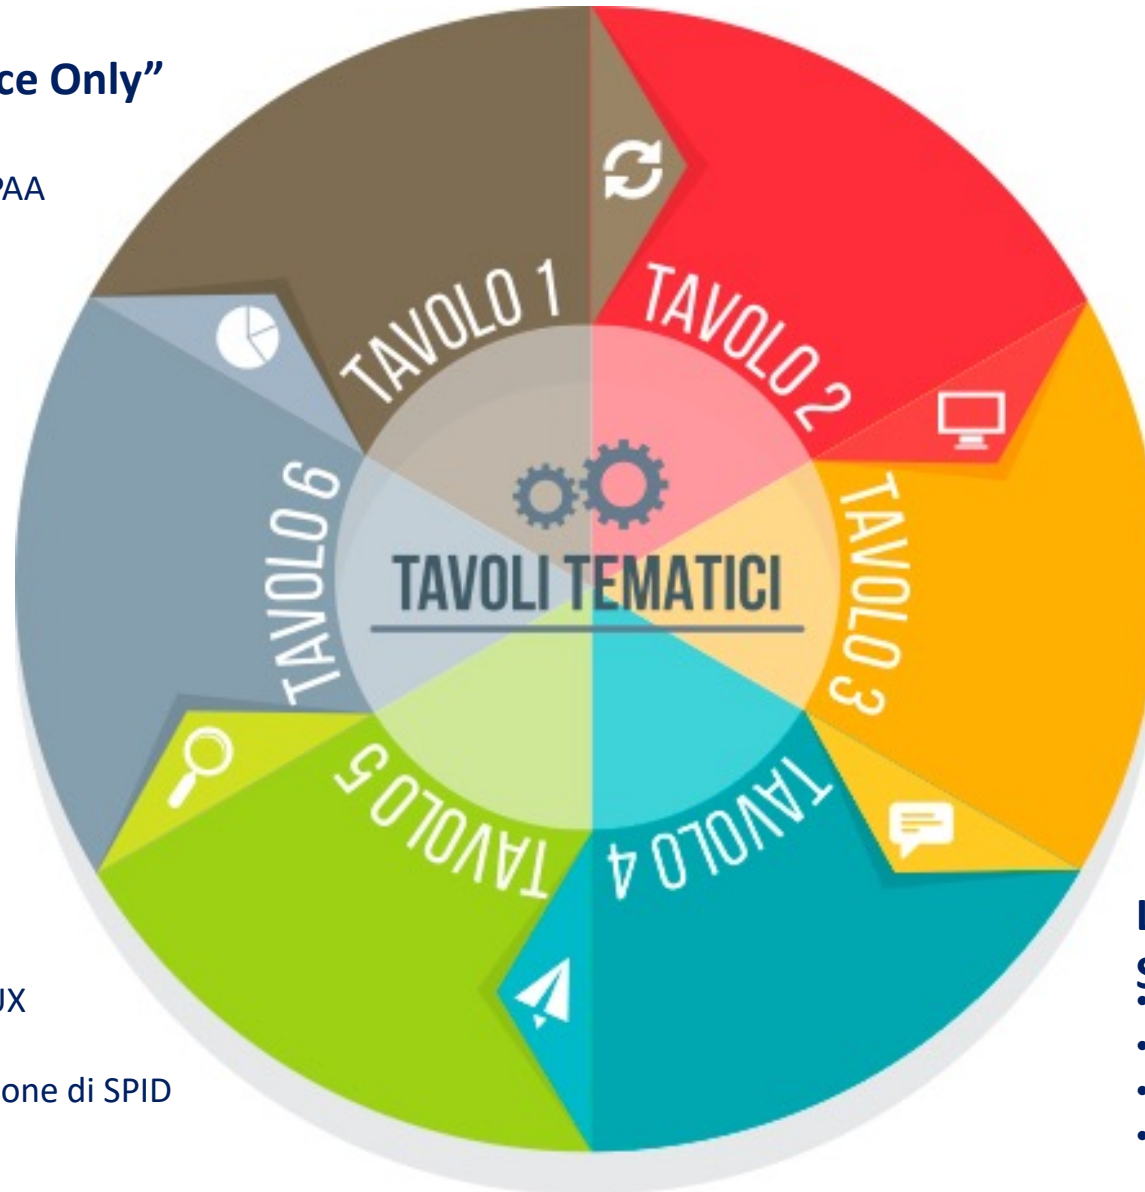 ce Only”
PAA
TAVOLO 1
TAVOLO 2
TAVOLO 3
TAVOLO 4
TAVOLO 5
TAVOLO 6
TAVOLI TEMATICI
UX
one di SPID